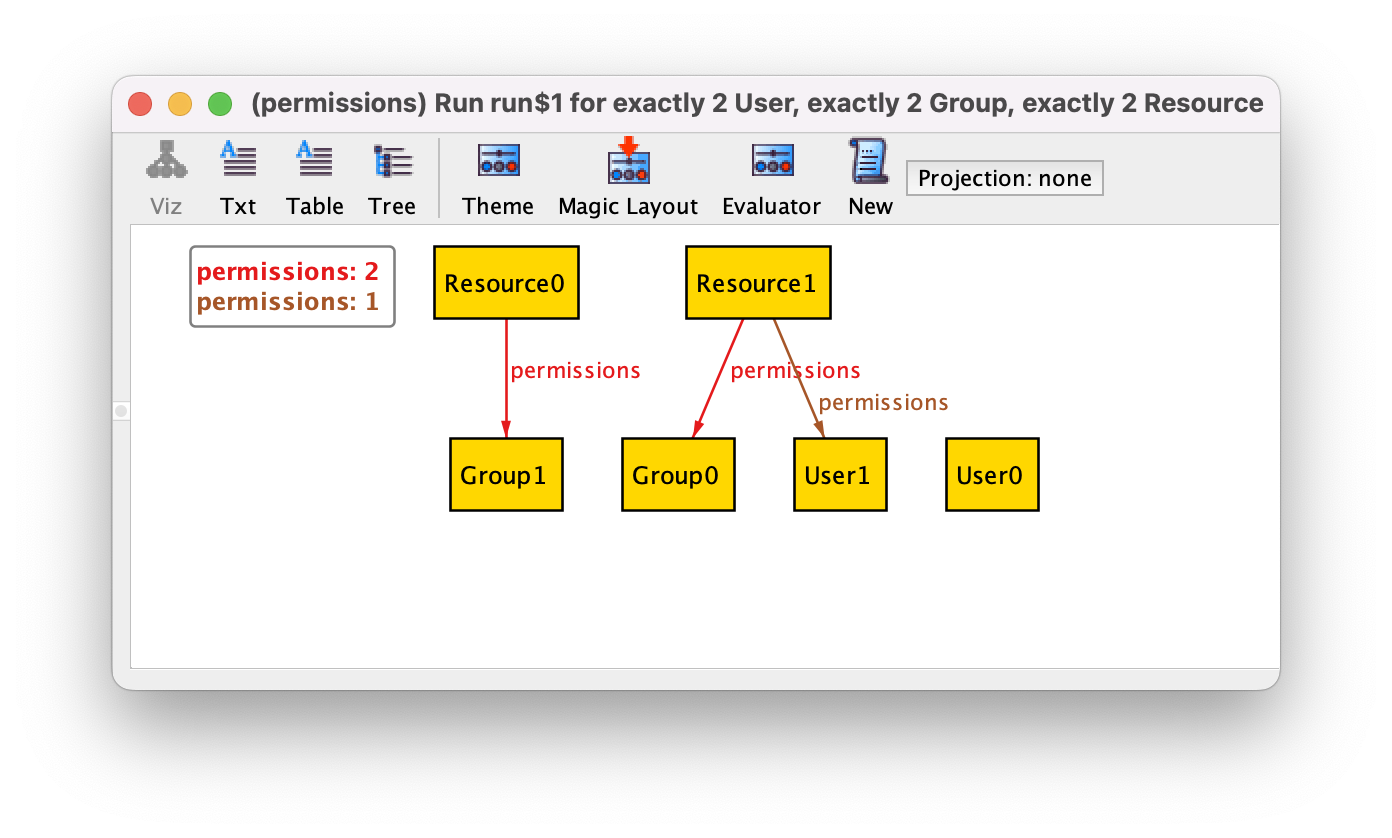 (permissions) Run run$1 for exactly 2 User, exactly 2 Group, exactly 2 Resource
Viz Txt Table Tree Theme Magic Layout Evaluator New Projection: none
permissions: 2
permissions: 1
Resource0 Resource1
permissions permissions
permissions
Group1 Group0 User1 User0